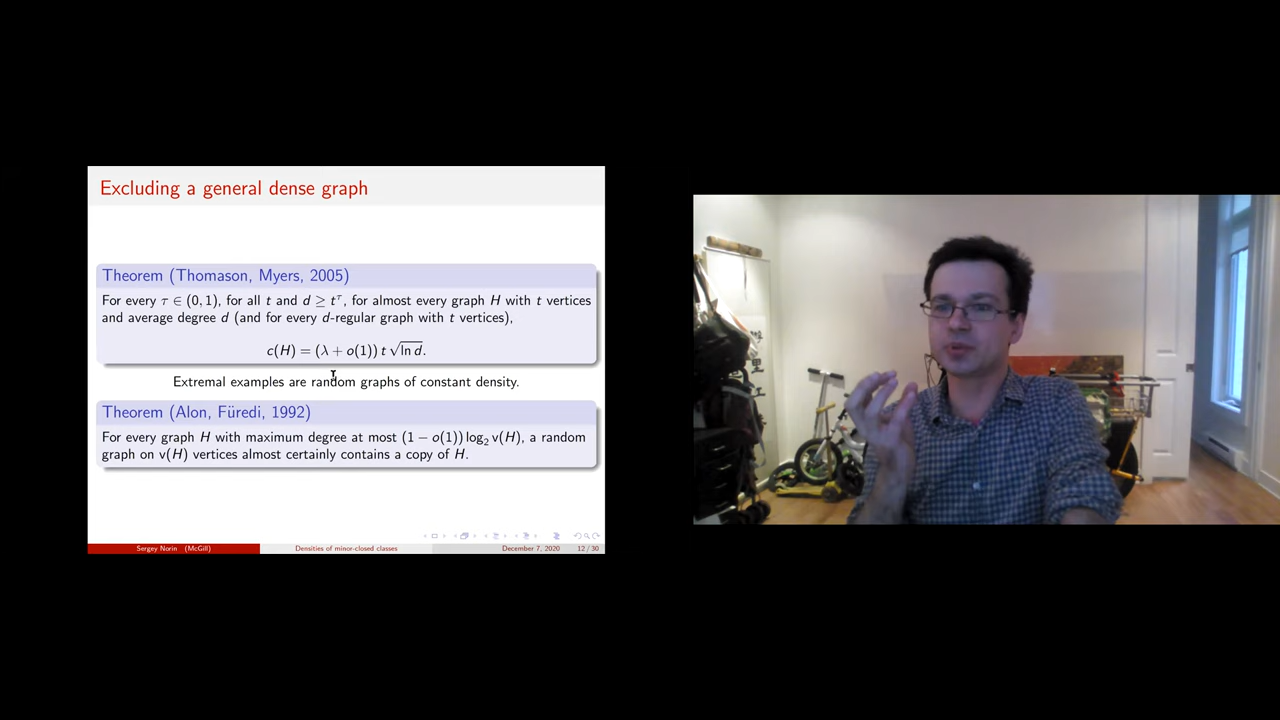 Excluding a general dense graph
Theorem (Thomason, Myers, 2005)
For every τ ∈ (0, 1), for all t and d ≥ t^τ, for almost every graph H with t vertices
and average degree d (and for every d-regular graph with t vertices),
c(H) = (λ + o(1)) t √ln d.
Extremal examples are random graphs of constant density.
Theorem (Alon, Füredi, 1992)
For every graph H with maximum degree at most (1 − o(1)) log₂ v(H), a random
graph on v(H) vertices almost certainly contains a copy of H.
Sergey Norin (McGill) Densities of minor-closed classes December 7, 2020 12 / 30